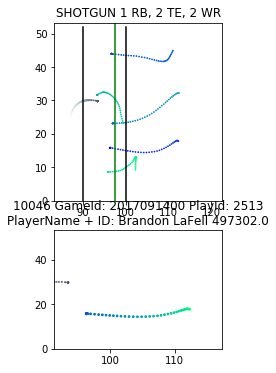 SHOTGUN 1 RB, 2 TE, 2 WR
50
40
30
20
10
0
90 100 110 120
10046 GameId: 2017091400 PlayId: 2513
PlayerName + ID: Brandon LaFell 497302.0
40
20
0
100 110